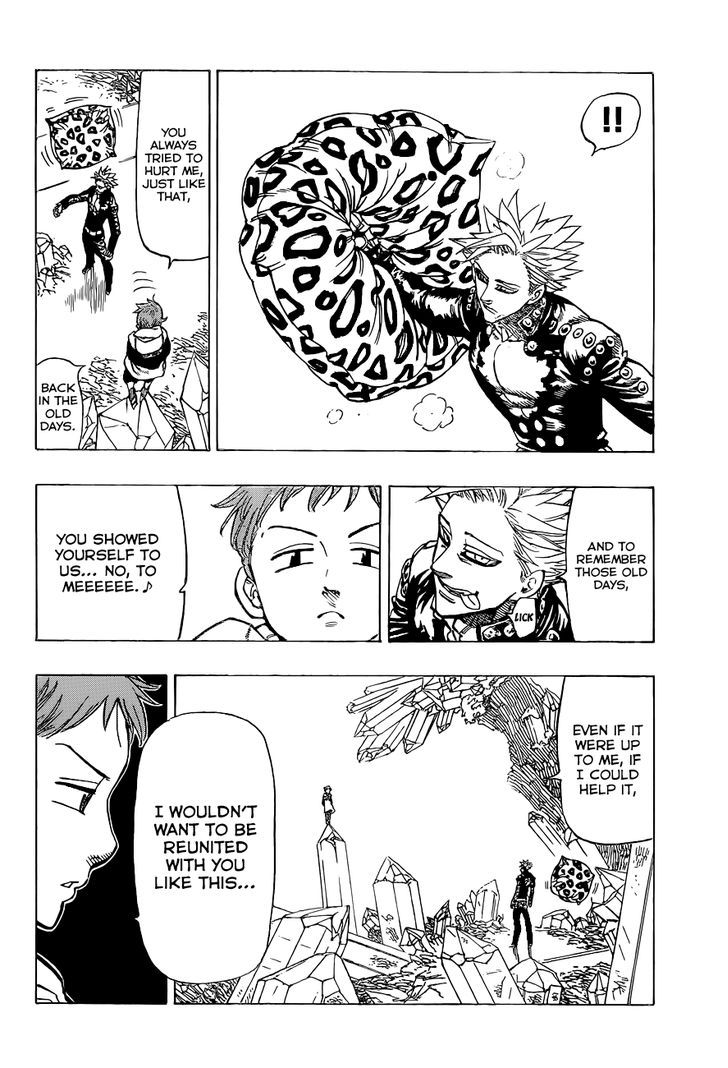 !!
YOU
ALWAYS
TRIED TO
HURT ME,
JUST LIKE
THAT,
BACK
IN THE
OLD
DAYS.
AND TO
REMEMBER
THOSE OLD
DAYS,
LICK
YOU SHOWED
YOURSELF TO
US... NO, TO
MEEEEEE.♪
EVEN IF IT
WERE UP
TO ME, IF
I COULD
HELP IT,
I WOULDN'T
WANT TO BE
REUNITED
WITH YOU
LIKE THIS...